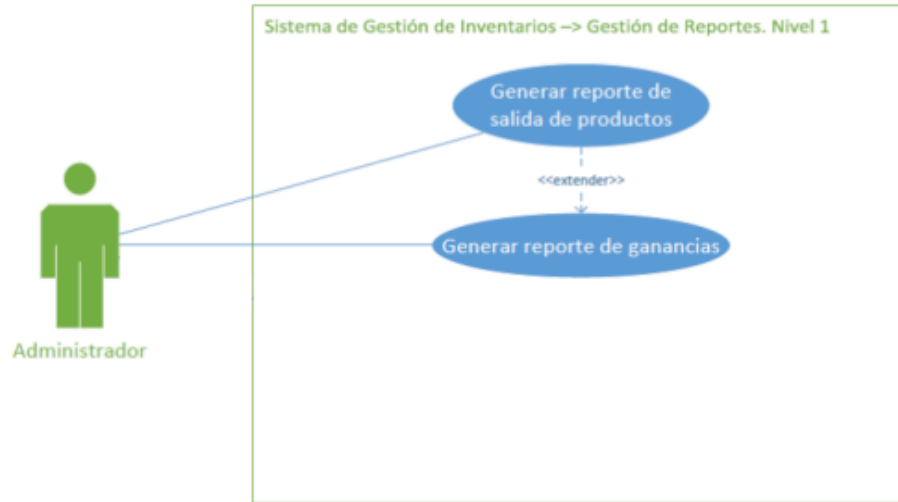 Sistema de Gestión de Inventarios –> Gestión de Reportes. Nivel 1
Generar reporte de
salida de productos
<<extender>>
Generar reporte de ganancias
Administrador